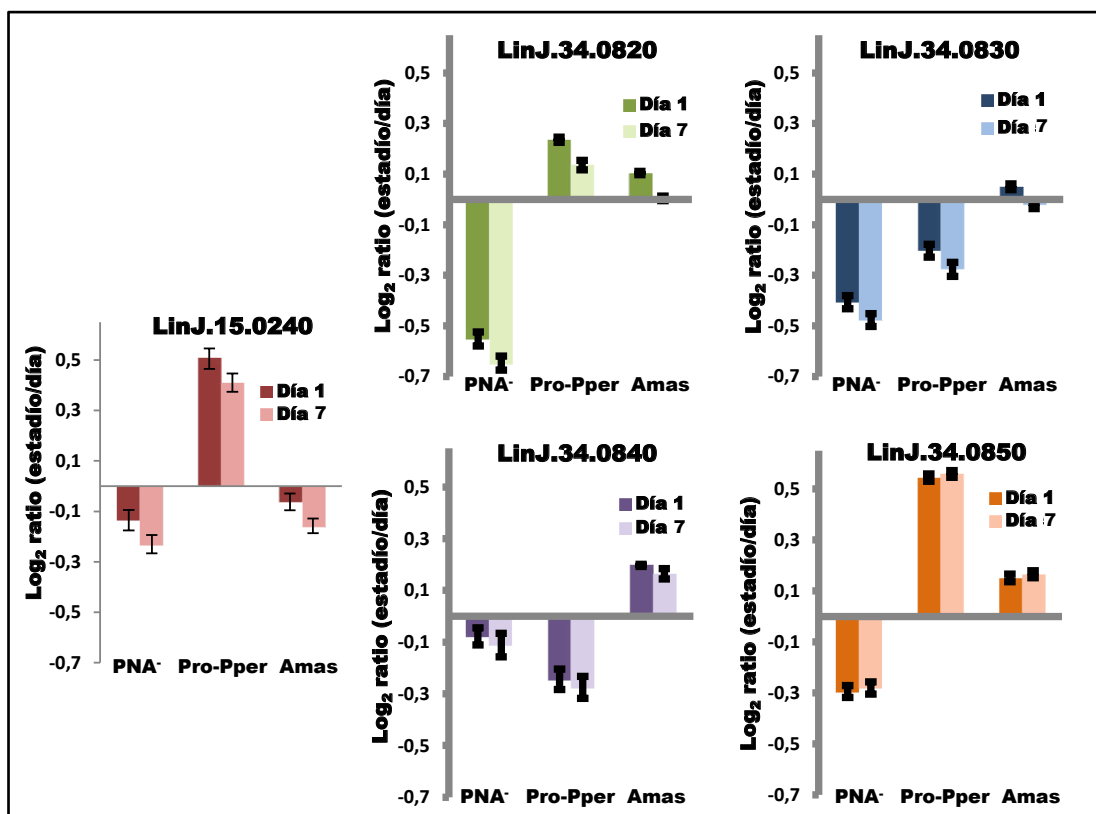 LinJ.34.0820
Log₂ ratio (estadío/día)
0,5
0,3
0,1
-0,1
-0,3
-0,5
-0,7
Día 1
Día 7
PNA⁻ Pro-Pper Amas
LinJ.34.0830
Log₂ ratio (estadío/día)
0,5
0,3
0,1
-0,1
-0,3
-0,5
-0,7
Día 1
Día 7
PNA⁻ Pro-Pper Amas
LinJ.15.0240
Log₂ ratio (estadío/día)
0,5
0,3
0,1
-0,1
-0,3
-0,5
-0,7
Día 1
Día 7
PNA⁻ Pro-Pper Amas
LinJ.34.0840
Log₂ ratio (estadío/día)
0,5
0,3
0,1
-0,1
-0,3
-0,5
-0,7
Día 1
Día 7
PNA⁻ Pro-Pper Amas
LinJ.34.0850
Log₂ ratio (estadío/día)
0,5
0,3
0,1
-0,1
-0,3
-0,5
-0,7
Día 1
Día 7
PNA⁻ Pro-Pper Amas